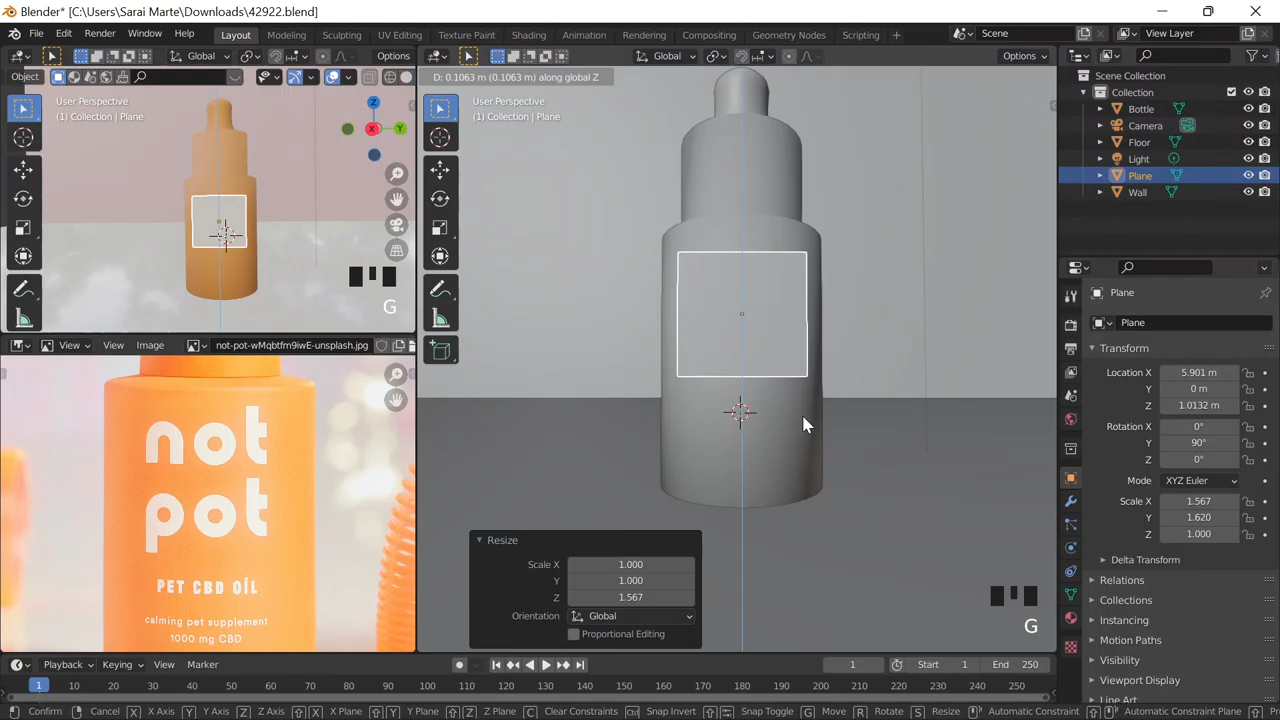 Blender* [C:\Users\Sarai Marte\Downloads\42922.blend]
File Edit Render Window Help Layout Modeling Sculpting UV Editing Texture Paint Shading Animation Rendering Compositing Geometry Nodes Scripting + Scene View Layer
Global Options Global Options
Object
D: 0.1063 m (0.1063 m) along global Z
User Perspective
(1) Collection | Plane
Z
X
Y
G
User Perspective
(1) Collection | Plane
Scene Collection
Collection
Bottle
Camera
Floor
Light
Plane
Wall
View View Image not-pot-wMqbtfm9iwE-unsplash.jpg
not
pot
PET CBD OIL
calming pet supplement
1000 mg CBD
Resize
Scale X 1.000
Y 1.000
Z 1.567
Orientation Global
Proportional Editing
G
Plane
Plane
Transform
Location X 5.901 m
Y 0 m
Z 1.0132 m
Rotation X 0°
Y 90°
Z 0°
Mode XYZ Euler
Scale X 1.567
Y 1.620
Z 1.000
Delta Transform
Relations
Collections
Instancing
Motion Paths
Visibility
Viewport Display
Line Art
Playback Keying View Marker 1 Start 1 End 250
1 10 20 30 40 50 60 70 80 90 100 110 120 130 140 150 160 170 180 190 200 210 220 230 240 250
Confirm Cancel X X Axis Y Y Axis Z Z Axis X X Plane Y Y Plane Z Z Plane C Clear Constraints Ctrl Snap Invert Snap Toggle G Move R Rotate S Resize Automatic Constraint Automatic Constraint Plane